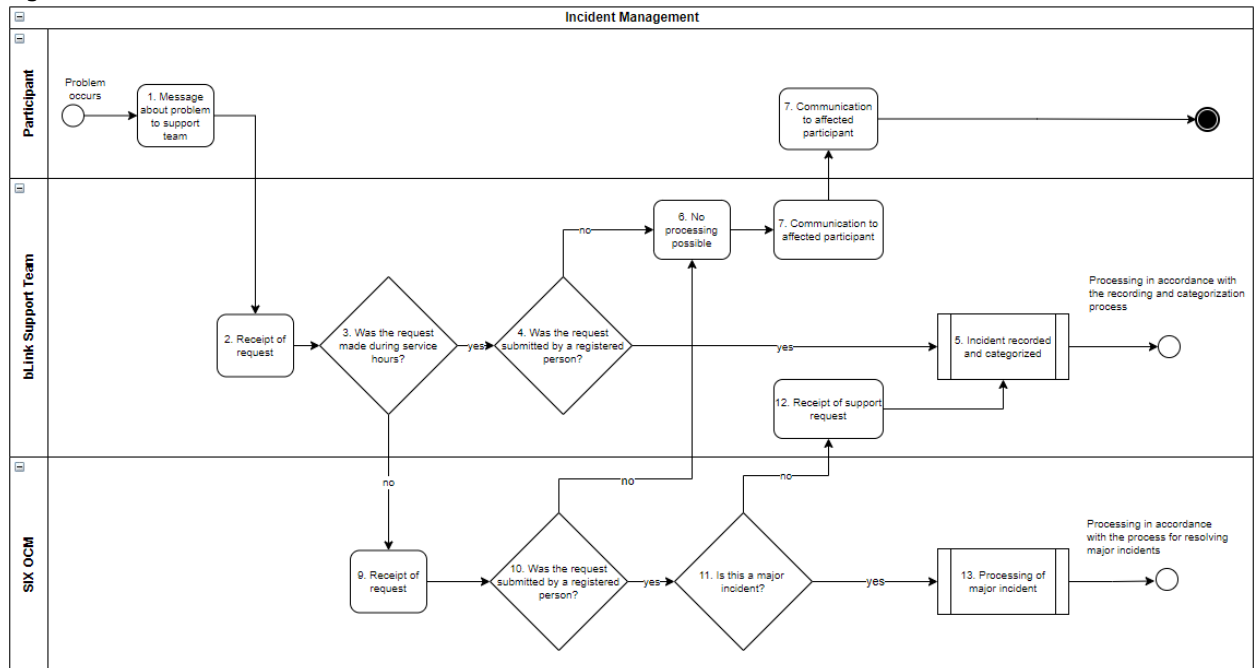 Incident Management
Participant
Problem
occurs
1. Message
about problem
to support
team
7. Communication
to affected
participant
bLink Support Team
6. No
processing
possible
7. Communication to
affected participant
no
2. Receipt of
request
3. Was the request
made during service
hours?
yes
4. Was the request
submitted by a registered
person?
yes
5. Incident recorded
and categorized
Processing in accordance with
the recording and categorization
process
12. Receipt of support
request
SIX OCM
no
no
no
9. Receipt of
request
10. Was the request
submitted by a registered
person?
yes
11. Is this a major
incident?
yes
13. Processing of
major incident
Processing in accordance
with the process for resolving
major incidents